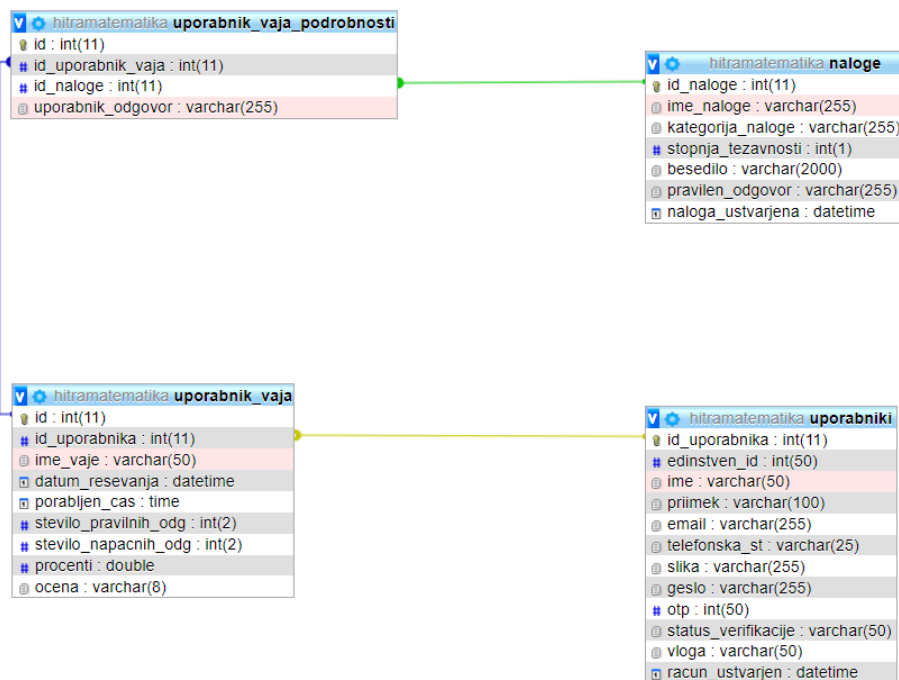 hitramatematika uporabnik_vaja_podrobnosti
id : int(11)
id_uporabnik_vaja : int(11)
id_naloge : int(11)
uporabnik_odgovor : varchar(255)
hitramatematika naloge
id_naloge : int(11)
ime_naloge : varchar(255)
kategorija_naloge : varchar(255)
stopnja_tezavnosti : int(1)
besedilo : varchar(2000)
pravilen_odgovor : varchar(255)
naloga_ustvarjena : datetime
hitramatematika uporabnik_vaja
id : int(11)
id_uporabnika : int(11)
ime_vaje : varchar(50)
datum_resevanja : datetime
porabljen_cas : time
stevilo_pravilnih_odg : int(2)
stevilo_napacnih_odg : int(2)
procenti : double
ocena : varchar(8)
hitramatematika uporabniki
id_uporabnika : int(11)
edinstven_id : int(50)
ime : varchar(50)
priimek : varchar(100)
email : varchar(255)
telefonska_st : varchar(25)
slika : varchar(255)
geslo : varchar(255)
otp : int(50)
status_verifikacije : varchar(50)
vloga : varchar(50)
racun_ustvarjen : datetime